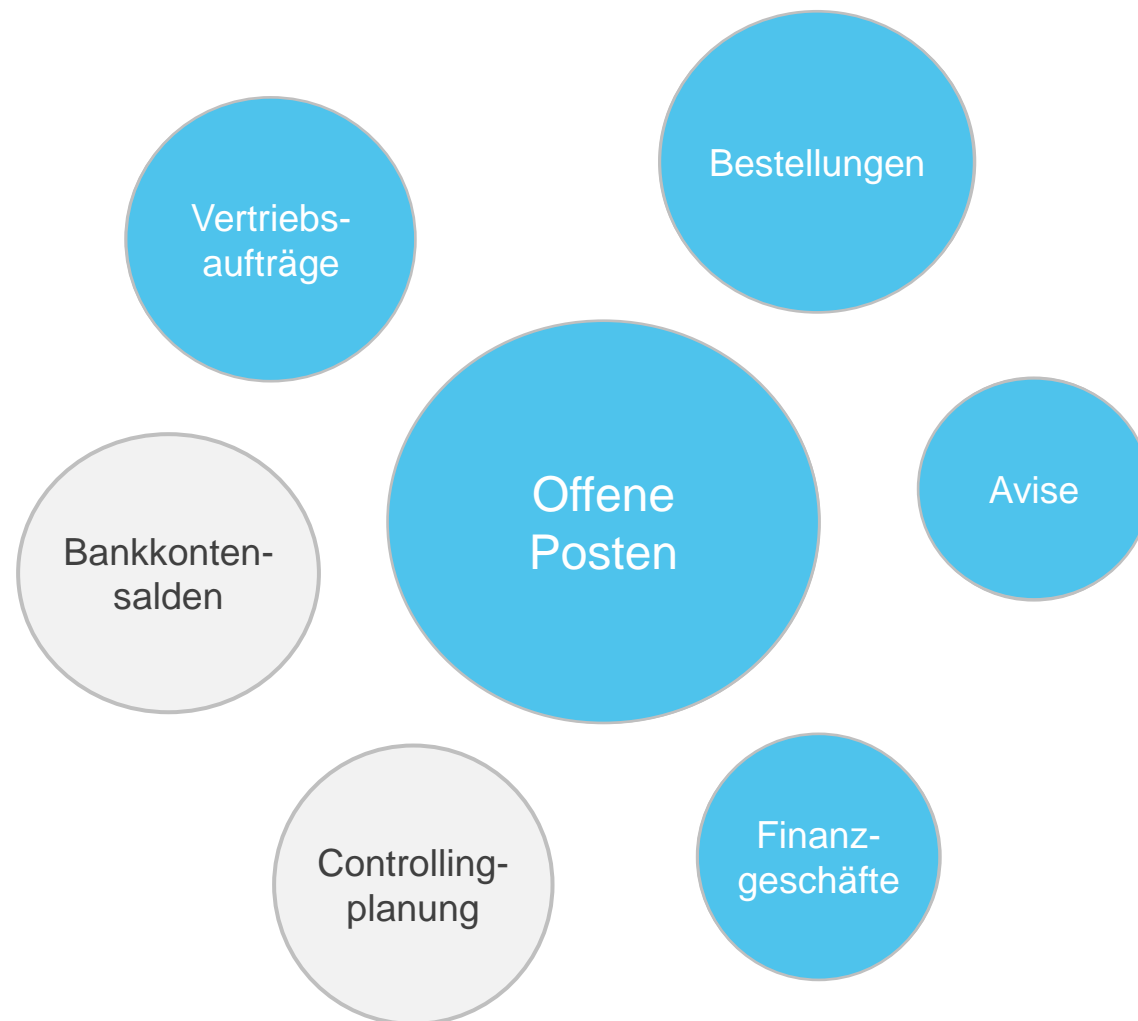 Bestellungen
Vertriebs-
aufträge
Offene
Posten
Avise
Bankkonten-
salden
Finanz-
geschäfte
Controlling-
planung